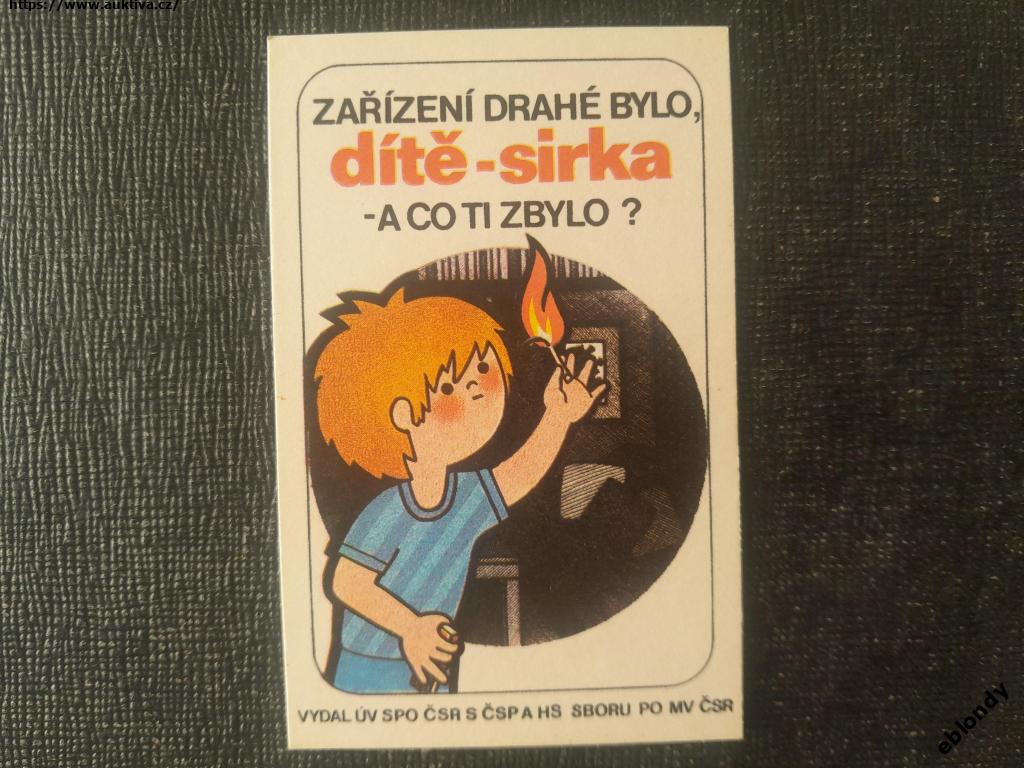 https://www.auktiva.cz/
ZAŘÍZENÍ DRAHÉ BYLO,
dítě-sirka
-A CO TI ZBYLO ?
VYDAL ÚV SPO ČSR S ČSP A HS SBORU PO MV ČSR
eblondy